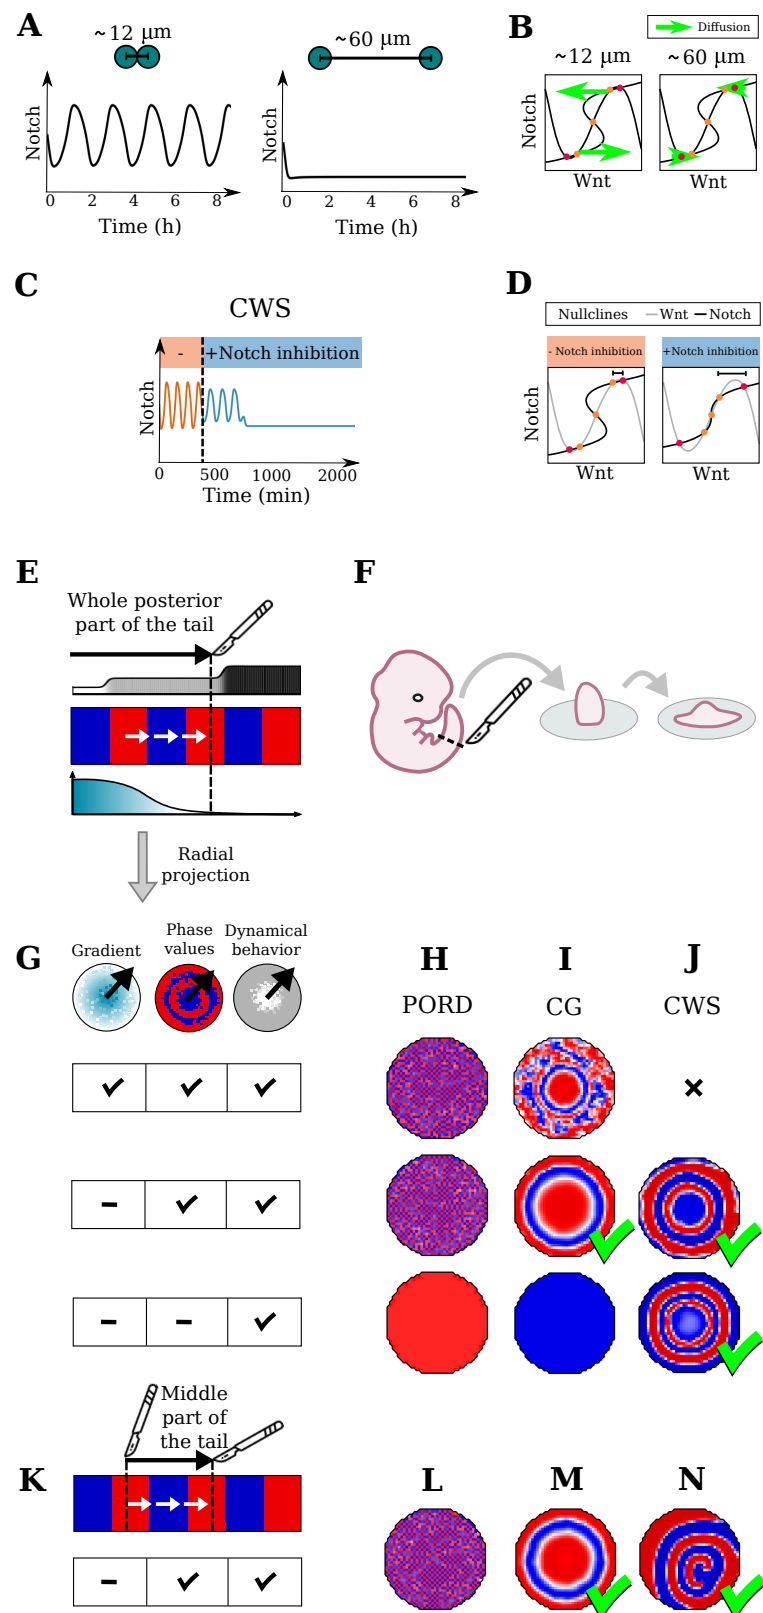 A
~12 μm
~60 μm
Notch
0 2 4 6 8
Time (h)
Notch
0 2 4 6 8
Time (h)
B
Diffusion
~12 μm
~60 μm
Notch
Wnt
Wnt
C
CWS
-
+Notch inhibition
Notch
0 500 1000 2000
Time (min)
D
Nullclines
Wnt
Notch
- Notch inhibition
+Notch inhibition
Notch
Wnt
Wnt
E
Whole posterior
part of the tail
Radial
projection
F
G
Gradient
Phase
values
Dynamical
behavior
H
PORD
I
CG
J
CWS
K
Middle
part of
the tail
L
M
N